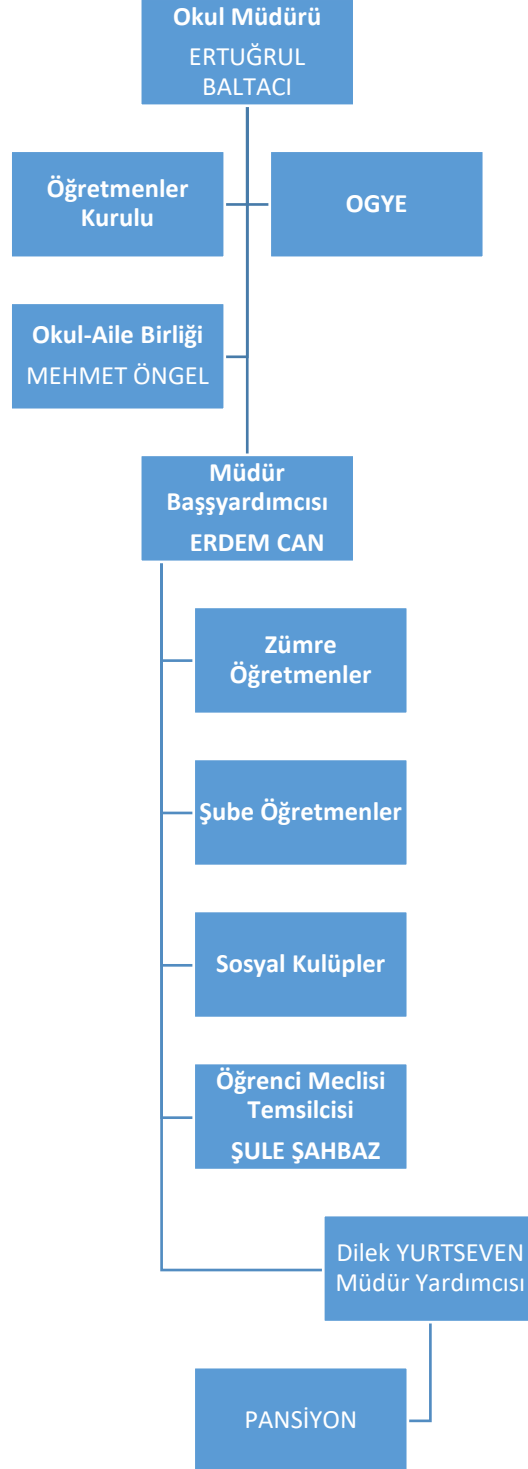 Okul Müdürü
ERTUĞRUL
BALTACI
Öğretmenler
Kurulu
OGYE
Okul-Aile Birliği
MEHMET ÖNGEL
Müdür
Başşyardımcısı
ERDEM CAN
Zümre
Öğretmenler
Şube Öğretmenler
Sosyal Kulüpler
Öğrenci Meclisi
Temsilcisi
ŞULE ŞAHBAZ
Dilek YURTSEVEN
Müdür Yardımcısı
PANSİYON